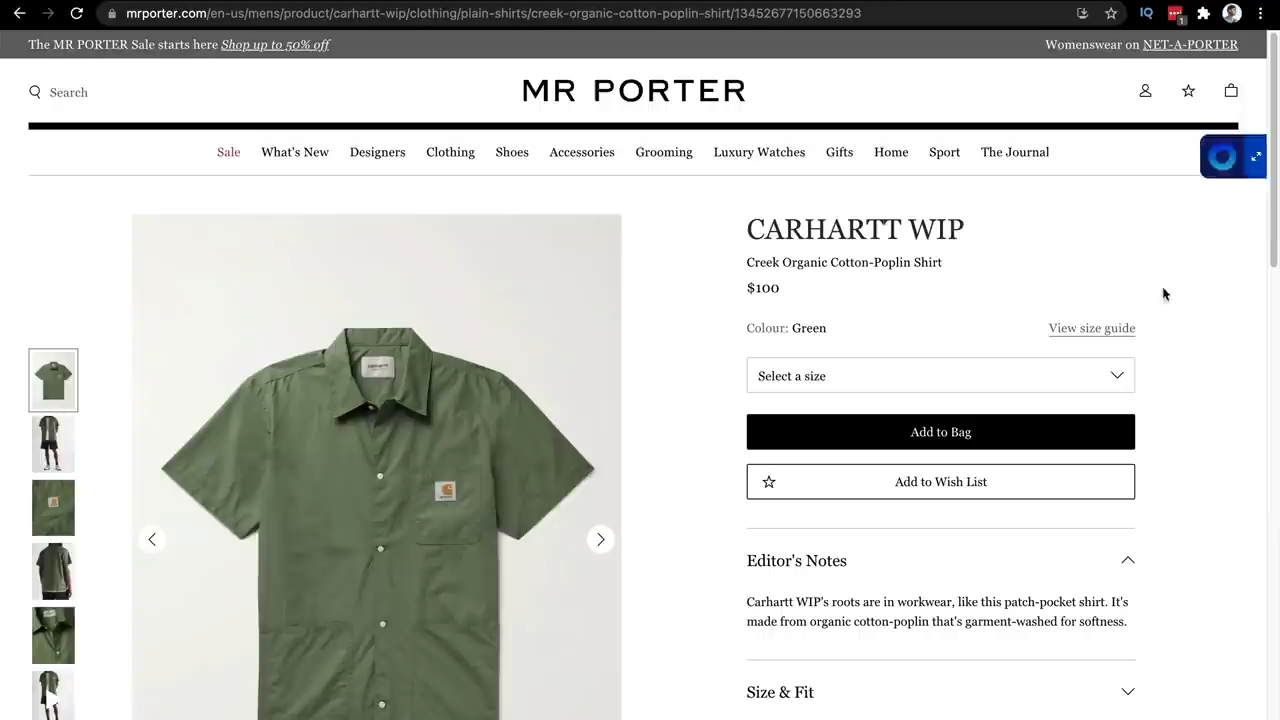 mrporter.com/en-us/mens/product/carhartt-wip/clothing/plain-shirts/creek-organic-cotton-poplin-shirt/13452677150663293
1
The MR PORTER Sale starts here Shop up to 50% off
Womenswear on NET-A-PORTER
Search
MR PORTER
Sale What's New Designers Clothing Shoes Accessories Grooming Luxury Watches Gifts Home Sport The Journal
CARHARTT WIP
Creek Organic Cotton-Poplin Shirt
$100
Colour: Green
View size guide
Select a size
Add to Bag
Add to Wish List
Editor's Notes
Carhartt WIP's roots are in workwear, like this patch-pocket shirt. It's
made from organic cotton-poplin that's garment-washed for softness.
Size & Fit